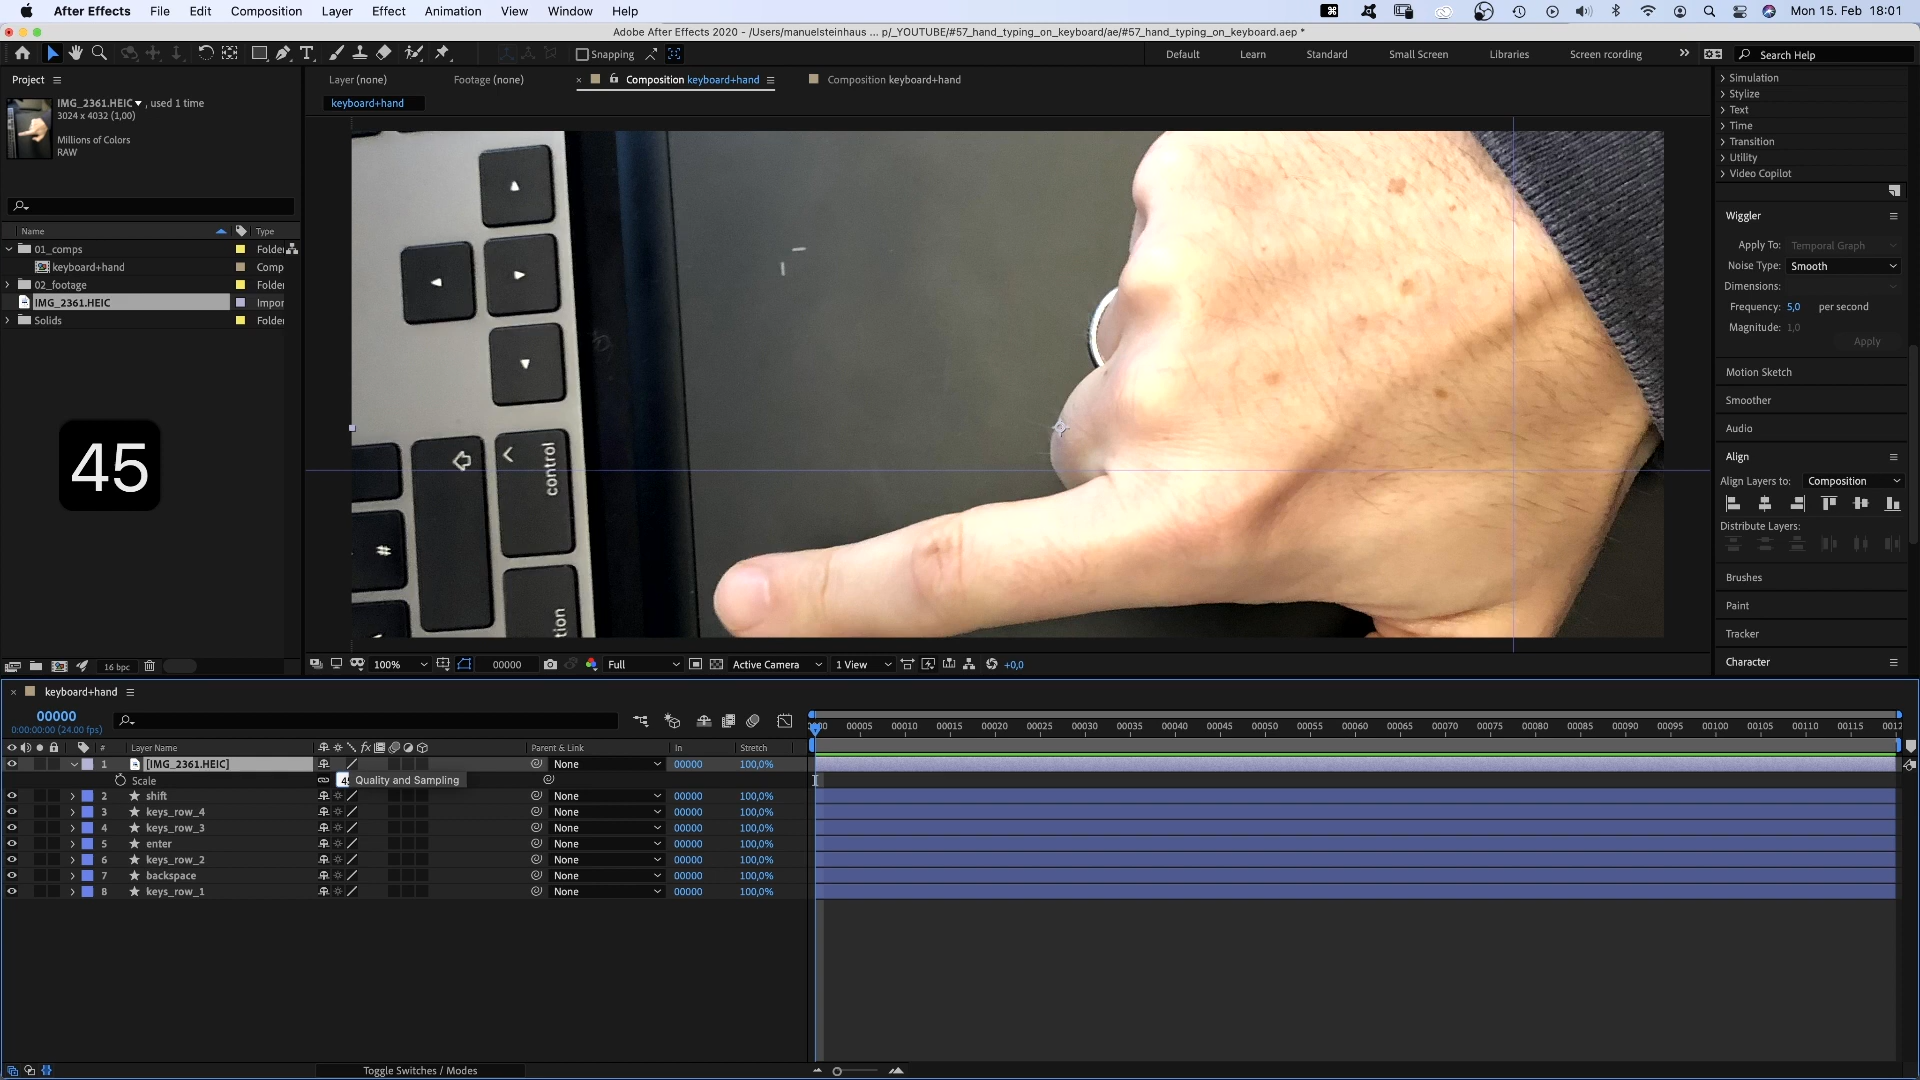 After Effects File Edit Composition Layer Effect Animation View Window Help Mon 15. Feb 18:01
Adobe After Effects 2020 - /Users/manuelsteinhaus ... p/_YOUTUBE/#57_hand_typing_on_keyboard/ae/#57_hand_typing_on_keyboard.aep *
Snapping Default Learn Standard Small Screen Libraries Screen rcording Search Help
Project Layer (none) Footage (none) Composition keyboard+hand Composition keyboard+hand
keyboard+hand
IMG_2361.HEIC , used 1 time
3024 x 4032 (1,00)
Millions of Colors
RAW
Name Type
01_comps Folder
keyboard+hand Comp
02_footage Folder
IMG_2361.HEIC Impor
Solids Folder
45
control
#
tion
Simulation
Stylize
Text
Time
Transition
Utility
Video Copilot
Wiggler
Apply To: Temporal Graph
Noise Type: Smooth
Dimensions:
Frequency: 5,0 per second
Magnitude: 1,0
Apply
Motion Sketch
Smoother
Audio
Align
Align Layers to: Composition
Distribute Layers:
Brushes
Paint
Tracker
Character
16 bpc 100% 00000 Full Active Camera 1 View +0,0
keyboard+hand
00000
0:00:00:00 (24.00 fps)
00005 00010 00015 00020 00025 00030 00035 00040 00045 00050 00055 00060 00065 00070 00075 00080 00085 00090 00095 00100 00105 00110 00115 0012
# Layer Name fx Parent & Link In Stretch
1 [IMG_2361.HEIC] None 00000 100,0%
Scale 45 Quality and Sampling
2 shift None 00000 100,0%
3 keys_row_4 None 00000 100,0%
4 keys_row_3 None 00000 100,0%
5 enter None 00000 100,0%
6 keys_row_2 None 00000 100,0%
7 backspace None 00000 100,0%
8 keys_row_1 None 00000 100,0%
Toggle Switches / Modes